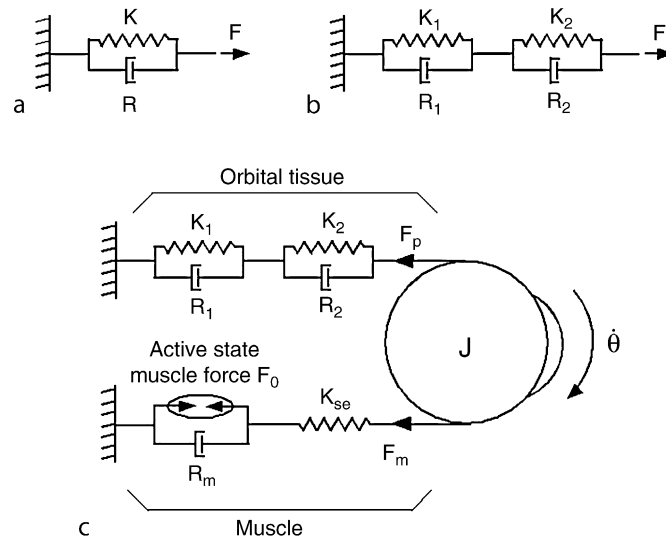 K F
R
a
K1 K2 F
R1 R2
b
Orbital tissue
K1 K2 Fp
R1 R2
Active state
muscle force F0
J θ̇
Kse
Rm Fm
c
Muscle